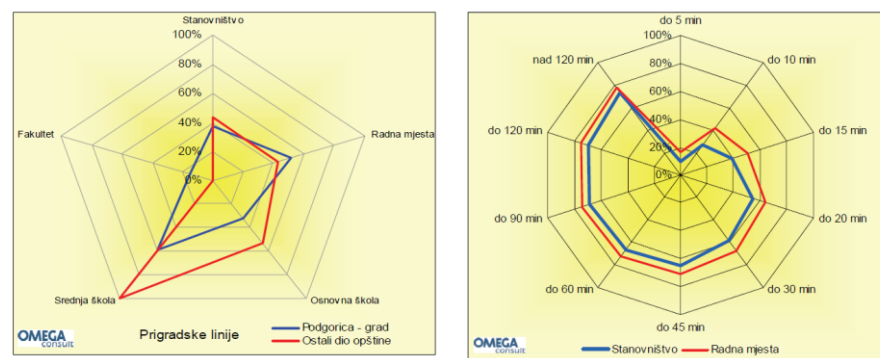 Stanovništvo
100%
80%
60%
40%
20%
0%
Fakultet
Radna mjesta
Srednja škola
Osnovna škola
OMEGA
consult
Prigradske linije
Podgorica - grad
Ostali dio opštine
do 5 min
100%
80%
60%
40%
20%
0%
nad 120 min
do 10 min
do 120 min
do 15 min
do 90 min
do 20 min
do 60 min
do 30 min
do 45 min
OMEGA
consult
Stanovništvo
Radna mjesta